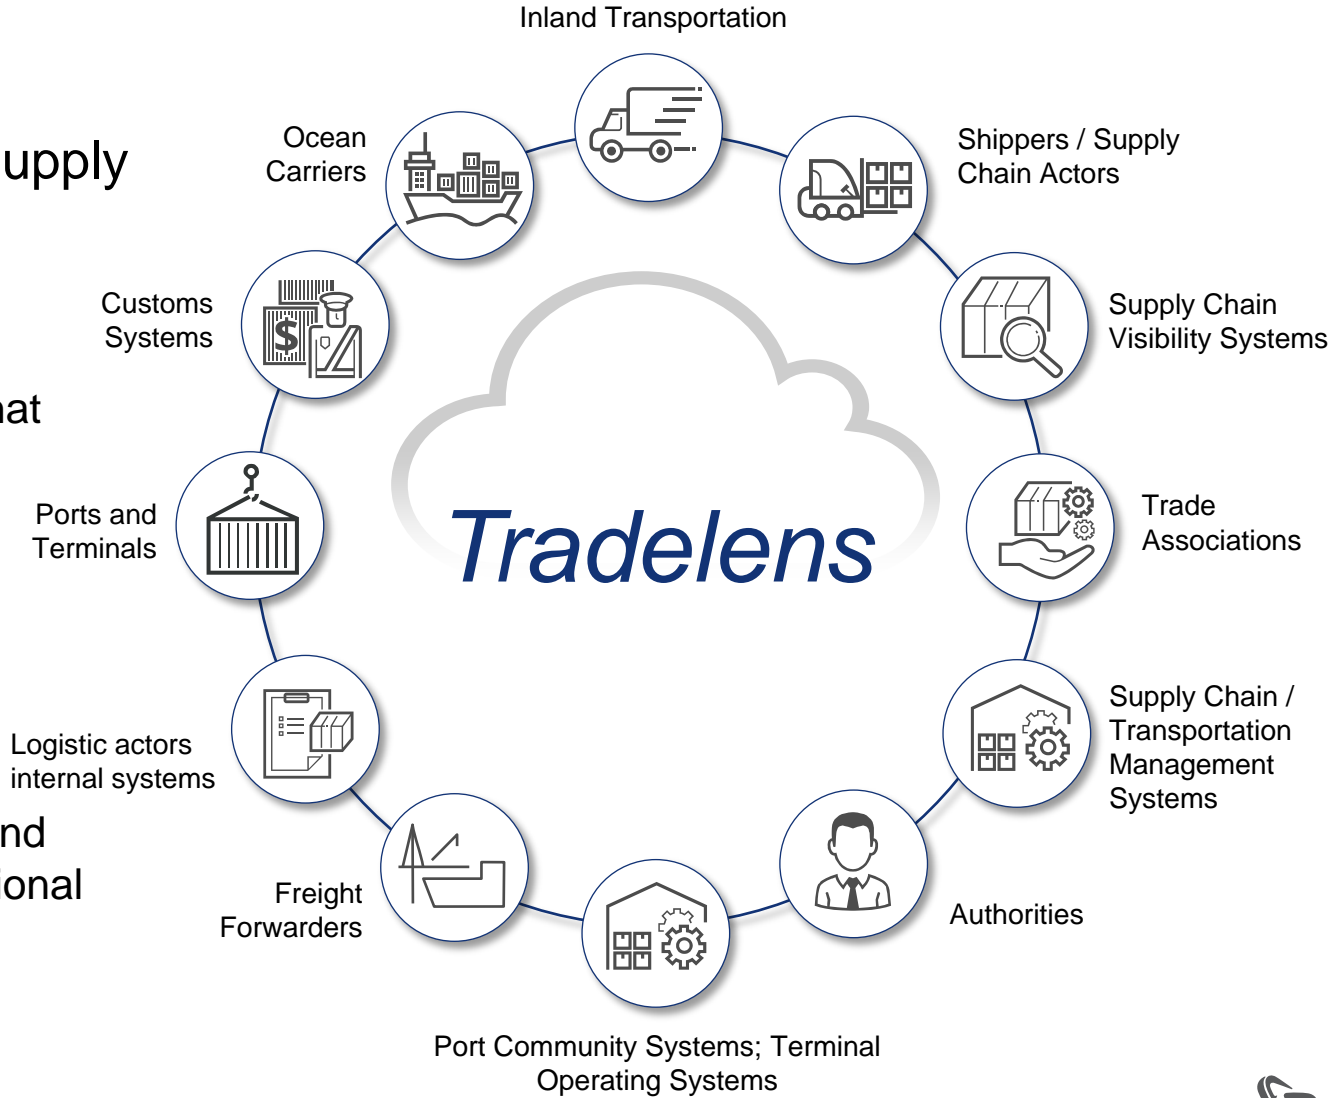 Inland Transportation
Ocean
Carriers
Shippers / Supply
Chain Actors
upply
Customs
Systems
Supply Chain
Visibility Systems
$
at
Ports and
Terminals
Tradelens
Trade
Associations
Logistic actors
internal systems
Supply Chain /
Transportation
Management
Systems
nd
ional
Freight
Forwarders
Authorities
Port Community Systems; Terminal
Operating Systems